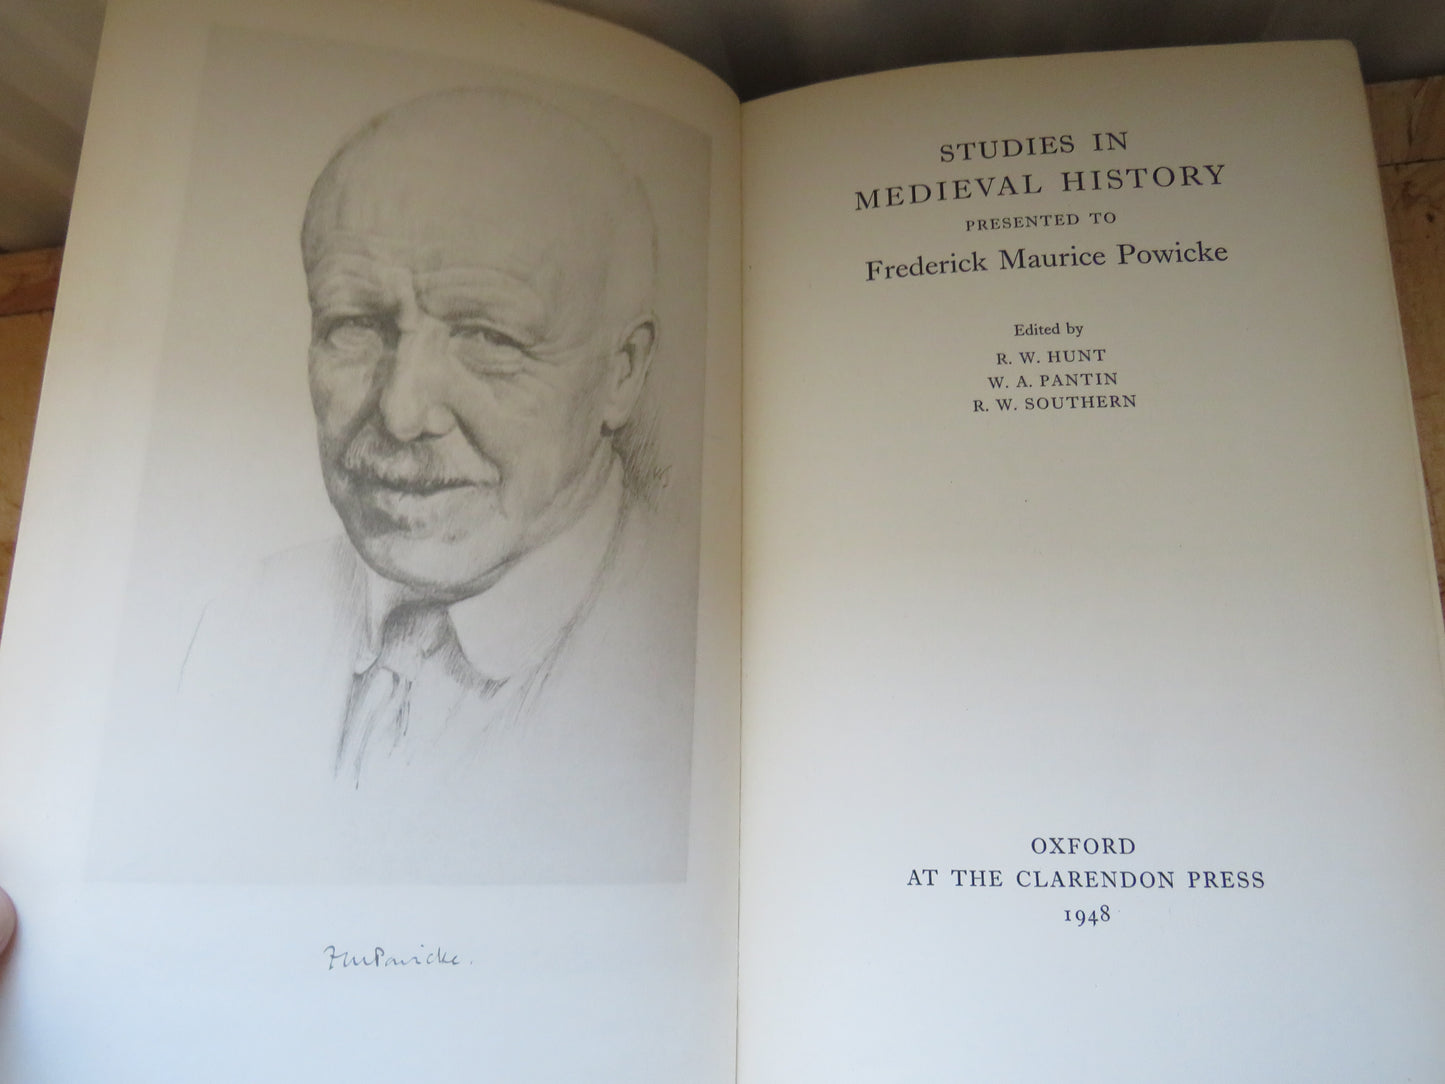 F M Powicke.
STUDIES IN
MEDIEVAL HISTORY
PRESENTED TO
Frederick Maurice Powicke
Edited by
R. W. HUNT
W. A. PANTIN
R. W. SOUTHERN
OXFORD
AT THE CLARENDON PRESS
1948